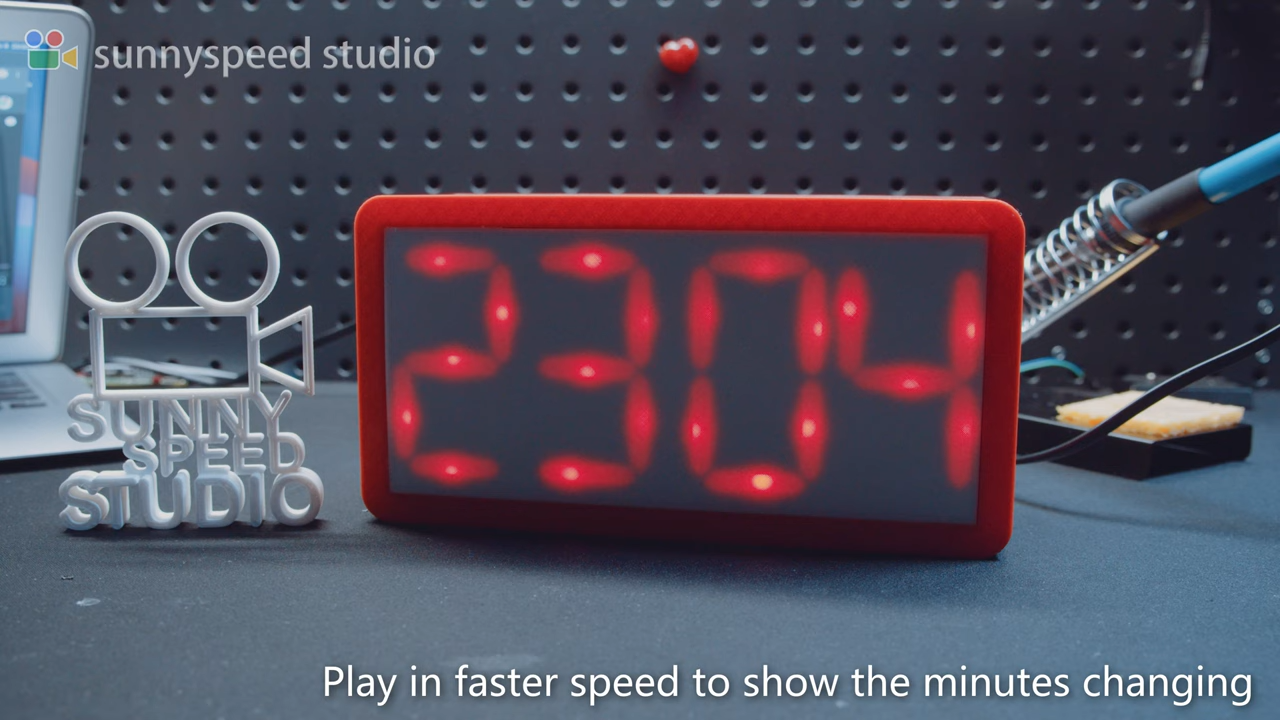 sunnyspeed studio
2304
SUNNY
SPEED
STUDIO
Play in faster speed to show the minutes changing